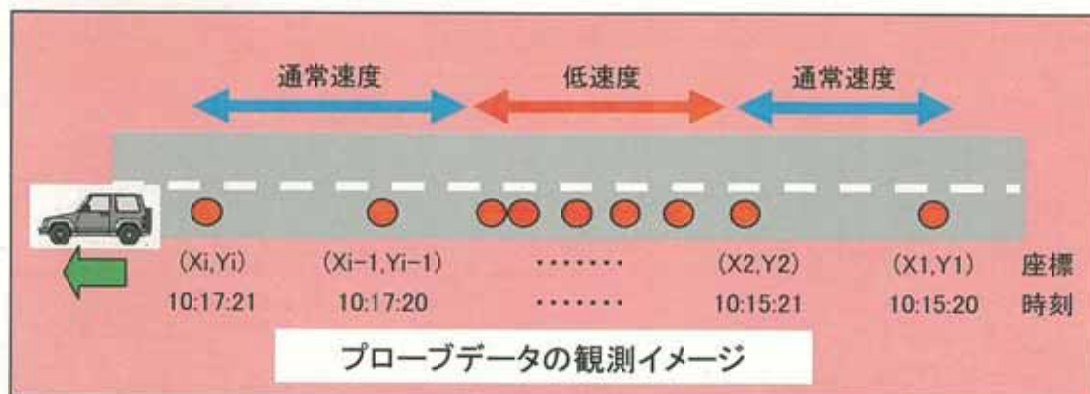 通常速度 低速度 通常速度
(Xi,Yi) (Xi−1,Yi−1) ······· (X2,Y2) (X1,Y1) 座標
10:17:21 10:17:20 ······· 10:15:21 10:15:20 時刻
プローブデータの観測イメージ